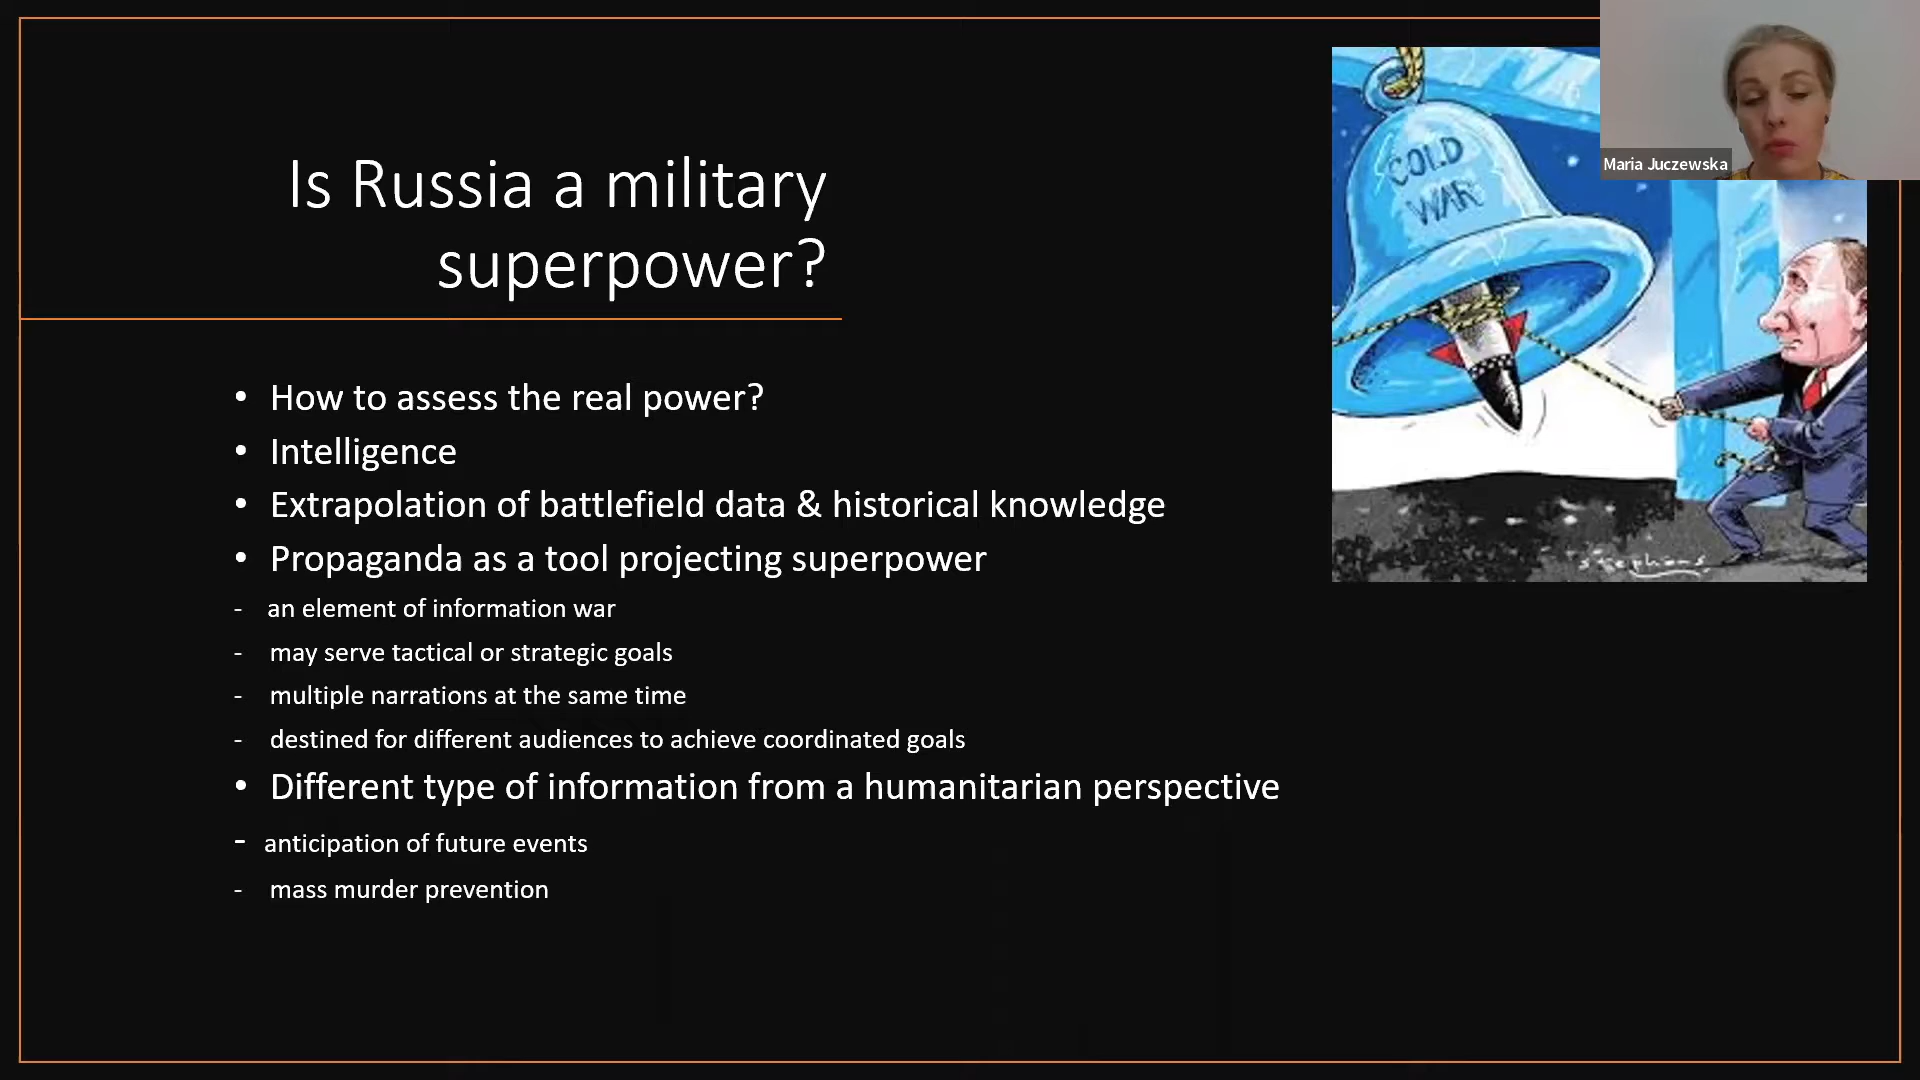 Is Russia a military
superpower?
COLD
WAR
Maria Juczewska
• How to assess the real power?
• Intelligence
• Extrapolation of battlefield data & historical knowledge
• Propaganda as a tool projecting superpower
- an element of information war
- may serve tactical or strategic goals
- multiple narrations at the same time
- destined for different audiences to achieve coordinated goals
• Different type of information from a humanitarian perspective
- anticipation of future events
- mass murder prevention
stephens